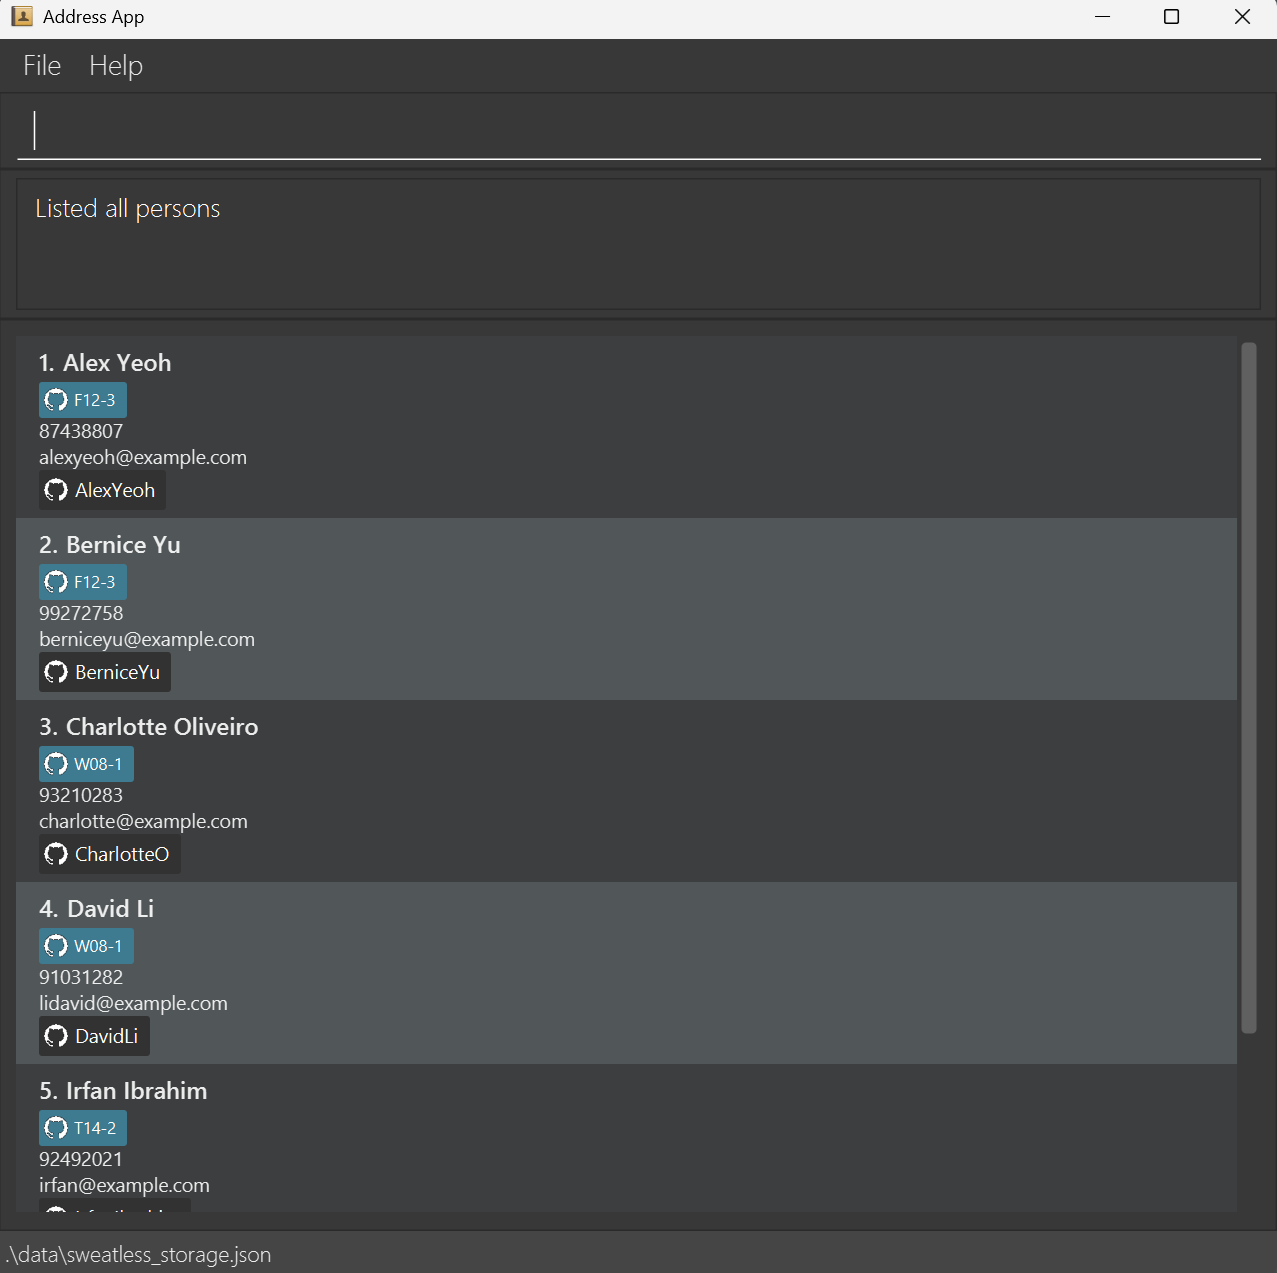 Address App
File Help
Listed all persons
1. Alex Yeoh
F12-3
87438807
alexyeoh@example.com
AlexYeoh
2. Bernice Yu
F12-3
99272758
berniceyu@example.com
BerniceYu
3. Charlotte Oliveiro
W08-1
93210283
charlotte@example.com
CharlotteO
4. David Li
W08-1
91031282
lidavid@example.com
DavidLi
5. Irfan Ibrahim
T14-2
92492021
irfan@example.com
.\data\sweatless_storage.json